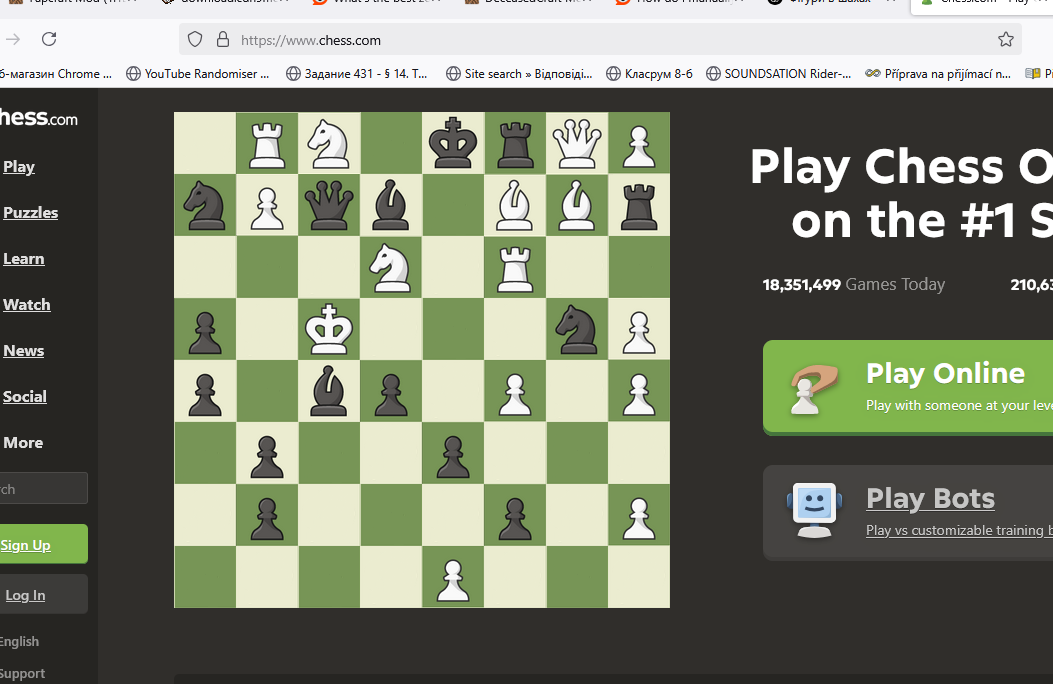 https://www.chess.com
YouTube Randomiser ...
Задание 431 - § 14. Т...
Site search » Відповіді...
Класрум 8-б
SOUNDSATION Rider-...
Příprava na přijímací n...
б-магазин Chrome ...
hess.com
Play
Puzzles
Learn
Watch
News
Social
More
rch
Sign Up
Log In
English
Support
Play Chess O
on the #1 S
18,351,499 Games Today
210,63
Play Online
Play with someone at your leve
Play Bots
Play vs customizable training b